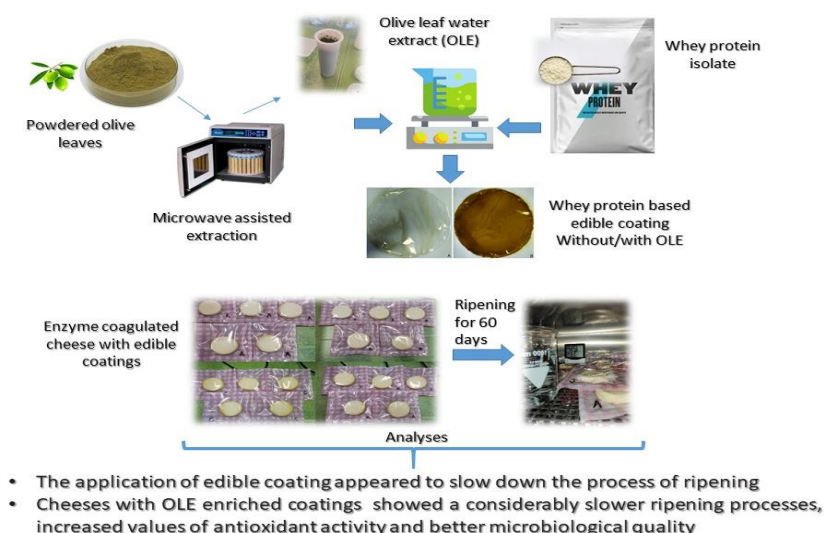 Olive leaf water
extract (OLE)
Whey protein
isolate
WHEY
PROTEIN
Powdered olive
leaves
Microwave assisted
extraction
Whey protein based
edible coating
Without/with OLE
Enzyme coagulated
cheese with edible
coatings
Ripening
for 60
days
Analyses
• The application of edible coating appeared to slow down the process of ripening
• Cheeses with OLE enriched coatings showed a considerably slower ripening processes,
increased values of antioxidant activity and better microbiological quality